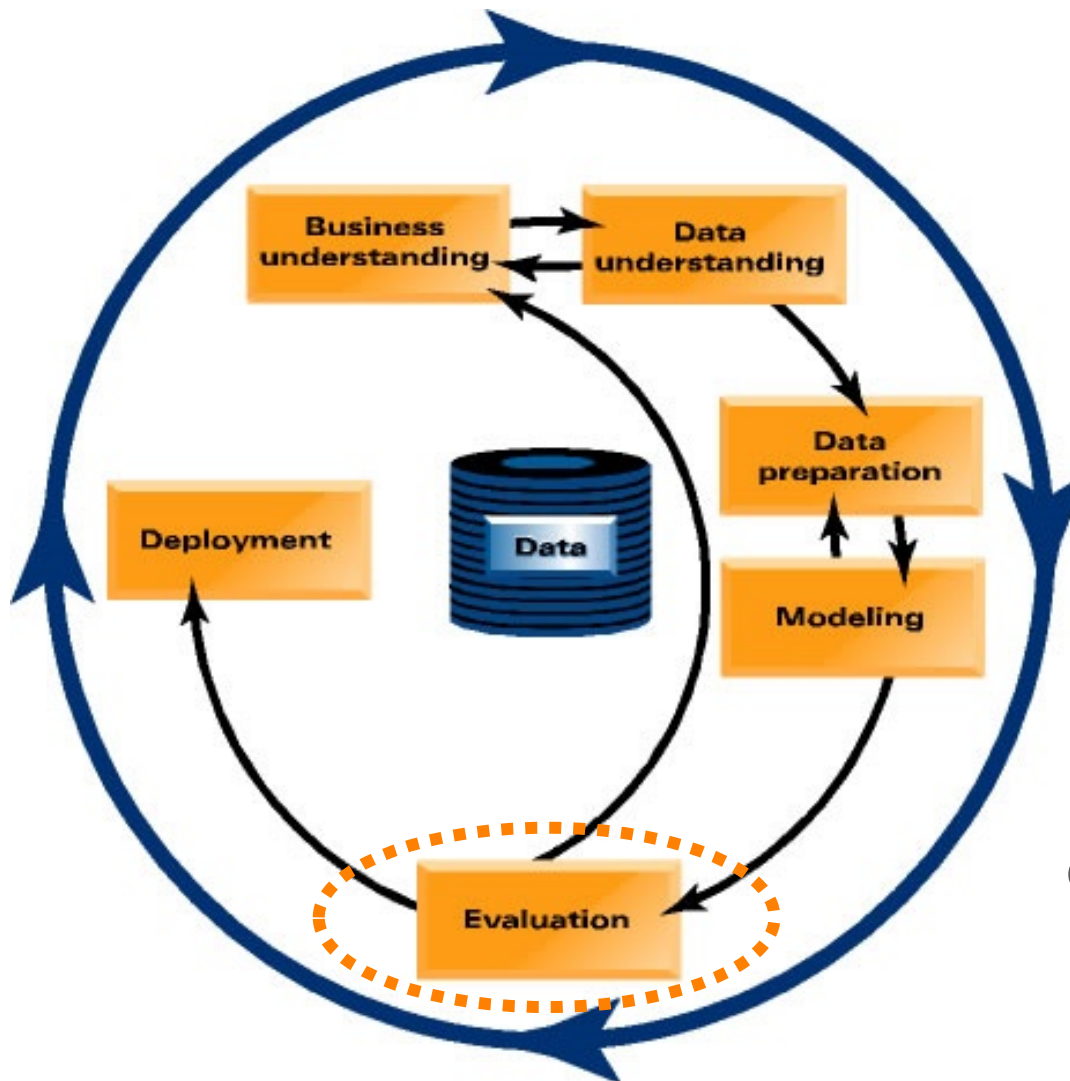 Business
understanding
Data
understanding
Data
preparation
Deployment
Data
Modeling
Evaluation
(